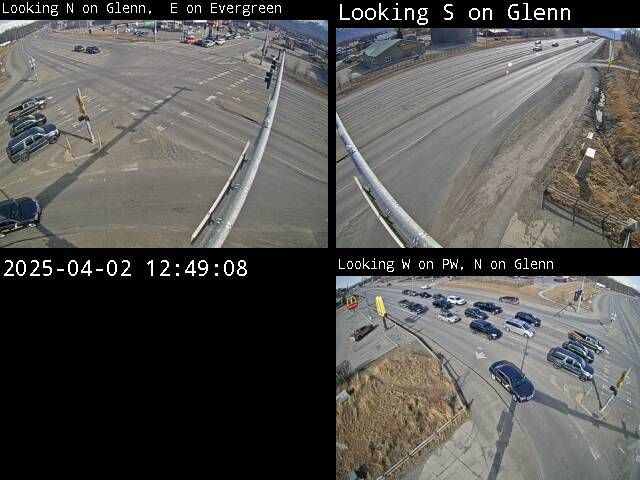 Looking N on Glenn,  E on Evergreen
Looking S on Glenn
2025-04-02 12:49:08
Looking W on PW, N on Glenn